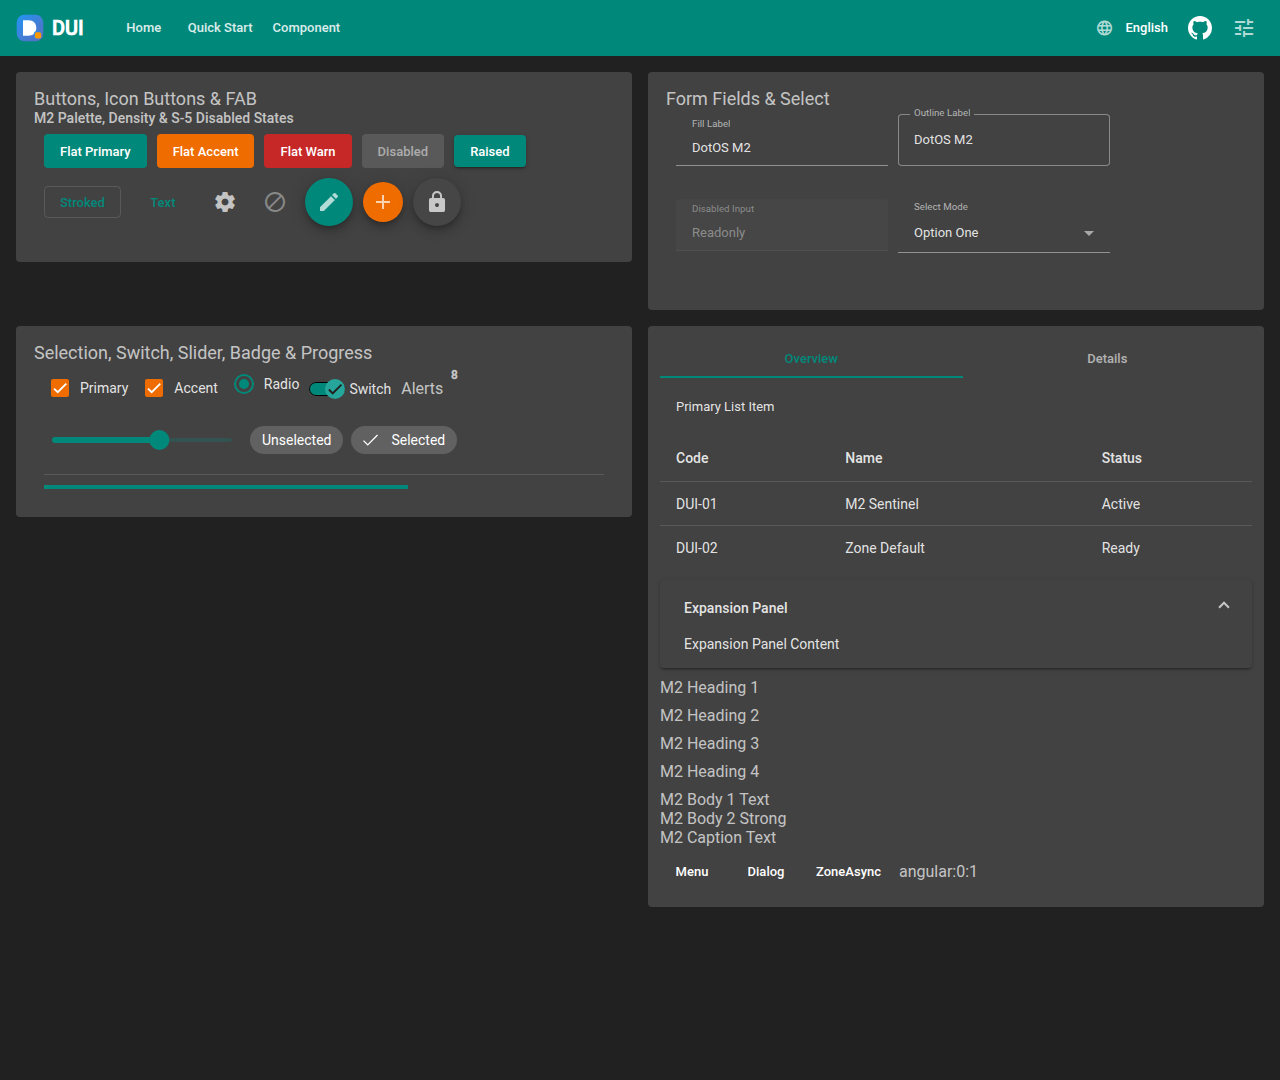 DUI Home Quick Start Component English
Buttons, Icon Buttons & FAB
M2 Palette, Density & S-5 Disabled States
Flat Primary Flat Accent Flat Warn Disabled Raised
Stroked Text
Form Fields & Select
Fill Label
DotOS M2
Outline Label
DotOS M2
Disabled Input
Readonly
Select Mode
Option One
Selection, Switch, Slider, Badge & Progress
Primary Accent Radio Switch Alerts 8
Unselected Selected
Overview Details
Primary List Item
Code Name Status
DUI-01 M2 Sentinel Active
DUI-02 Zone Default Ready
Expansion Panel
Expansion Panel Content
M2 Heading 1
M2 Heading 2
M2 Heading 3
M2 Heading 4
M2 Body 1 Text
M2 Body 2 Strong
M2 Caption Text
Menu Dialog ZoneAsync angular:0:1